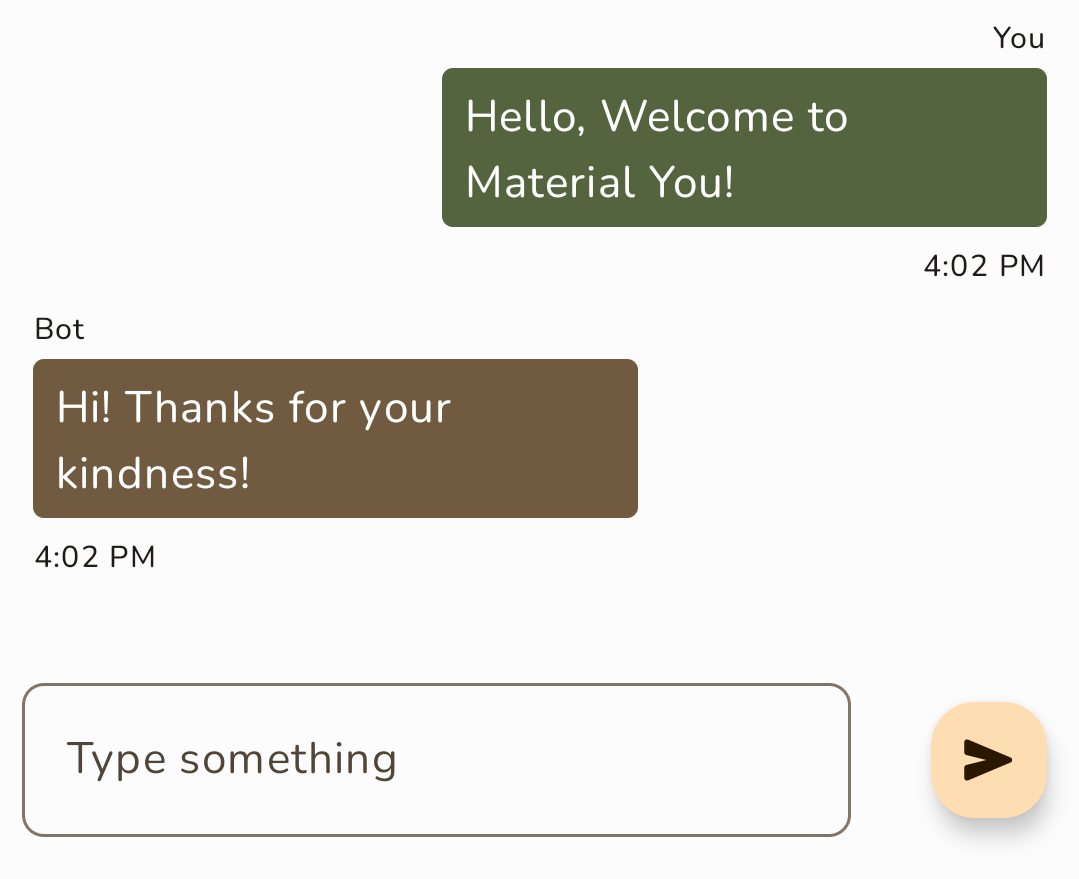 You
Hello, Welcome to
Material You!
4:02 PM
Bot
Hi! Thanks for your
kindness!
4:02 PM
Type something